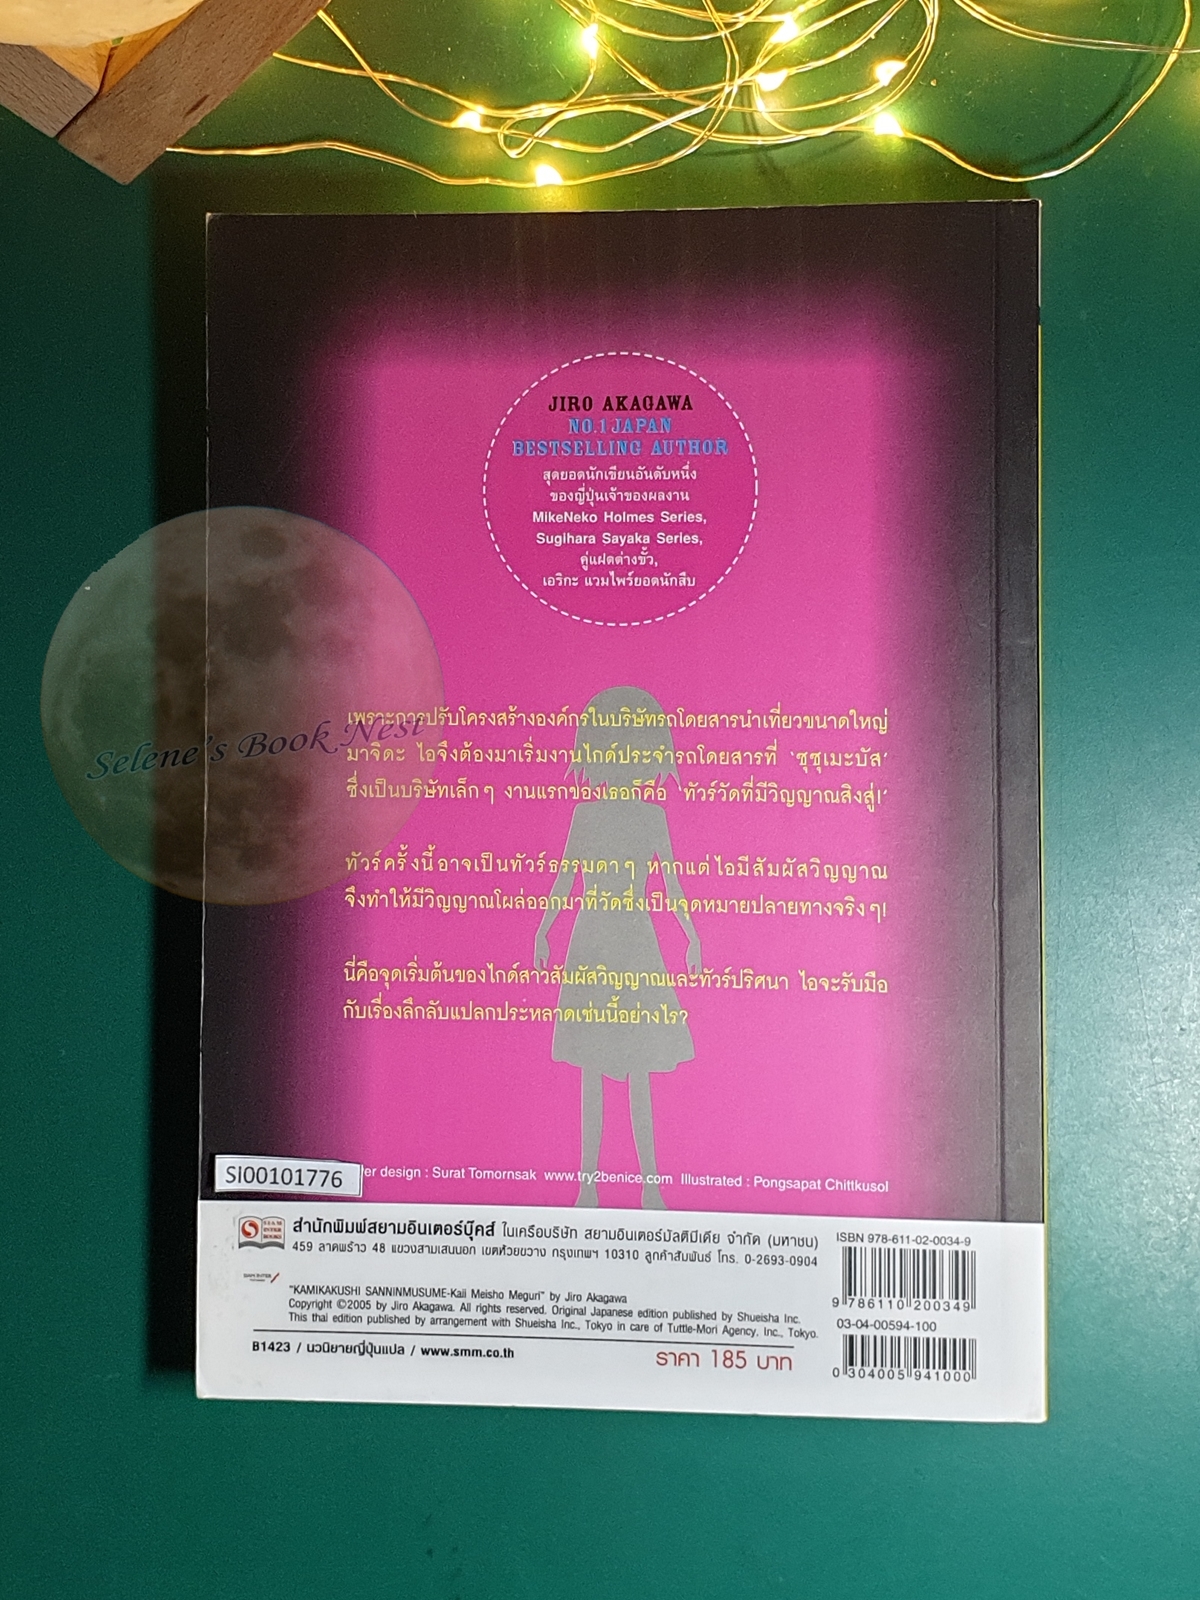 JIRO AKAGAWA
NO.1 JAPAN
BESTSELLING AUTHOR
สุดยอดนักเขียนอันดับหนึ่ง
ของญี่ปุ่นเจ้าของผลงาน
MikeNeko Holmes Series,
Sugihara Sayaka Series,
คู่แฝดต่างขั้ว,
เอริกะ แวมไพร์ยอดนักสืบ
เพราะการปรับโครงสร้างองค์กรในบริษัทรถโดยสารนำเที่ยวขนาดใหญ่
มาจิดะ ไอจึงต้องมาเริ่มงานไกด์ประจำรถโดยสารที่ 'ซุซุเมะบัส'
ซึ่งเป็นบริษัทเล็กๆ งานแรกของเธอก็คือ 'ทัวร์วัดที่มีวิญญาณสิงสู่!'
ทัวร์ครั้งนี้อาจเป็นทัวร์ธรรมดาๆ หากแต่ไอมีสัมผัสวิญญาณ
จึงทำให้มีวิญญาณโผล่ออกมาที่วัดซึ่งเป็นจุดหมายปลายทางจริงๆ!
นี่คือจุดเริ่มต้นของไกด์สาวสัมผัสวิญญาณและทัวร์ปริศนา ไอจะรับมือ
กับเรื่องลึกลับแปลกประหลาดเช่นนี้อย่างไร?
Selene's Book Nest
SI00101776
er design : Surat Tomornsak www.try2benice.com Illustrated : Pongsapat Chittkusol
SIAM INTER BOOKS
สำนักพิมพ์สยามอินเตอร์บุ๊คส์ ในเครือบริษัท สยามอินเตอร์มัลติมีเดีย จำกัด (มหาชน)
459 ลาดพร้าว 48 แขวงสามเสนนอก เขตห้วยขวาง กรุงเทพฯ 10310 ลูกค้าสัมพันธ์ โทร. 0-2693-0904
"KAMIKAKUSHI SANNINMUSUME-Kaii Meisho Meguri" by Jiro Akagawa
Copyright ©2005 by Jiro Akagawa. All rights reserved. Original Japanese edition published by Shueisha Inc.
This thai edition published by arrangement with Shueisha Inc., Tokyo in care of Tuttle-Mori Agency, Inc., Tokyo.
B1423 / นวนิยายญี่ปุ่นแปล / www.smm.co.th
ราคา 185 บาท
ISBN 978-611-02-0034-9
9 786110 200349
03-04-00594-100
0 304005 941000